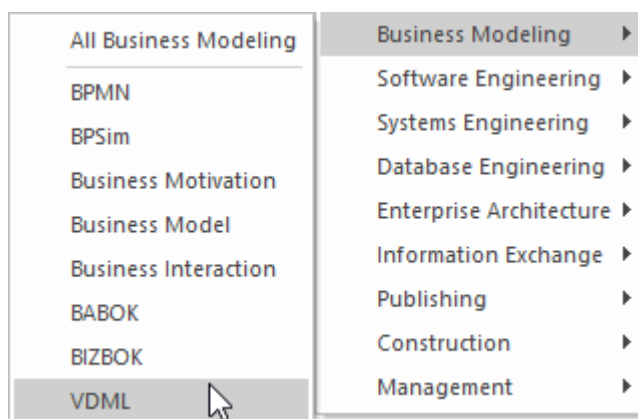 All Business Modeling
BPMN
BPSim
Business Motivation
Business Model
Business Interaction
BABOK
BIZBOK
VDML
Business Modeling
Software Engineering
Systems Engineering
Database Engineering
Enterprise Architecture
Information Exchange
Publishing
Construction
Management